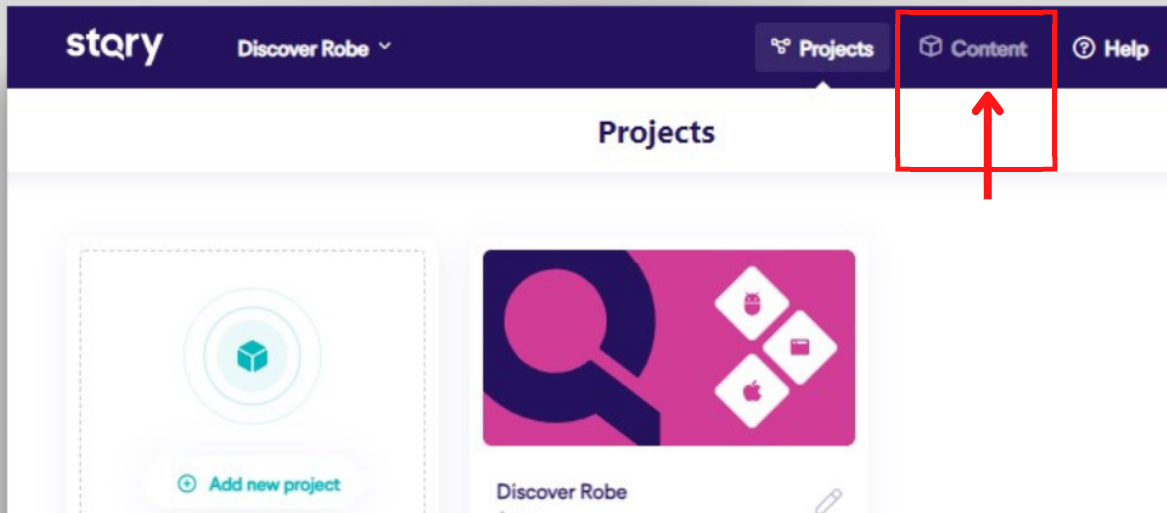 stqry
Discover Robe
Projects
Content
Help
Projects
Add new project
Discover Robe